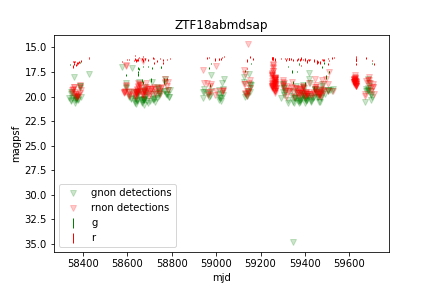 ZTF18abmdsap
magpsf
15.0
17.5
20.0
22.5
25.0
27.5
30.0
32.5
35.0
gnon detections
rnon detections
g
r
58400 58600 58800 59000 59200 59400 59600
mjd